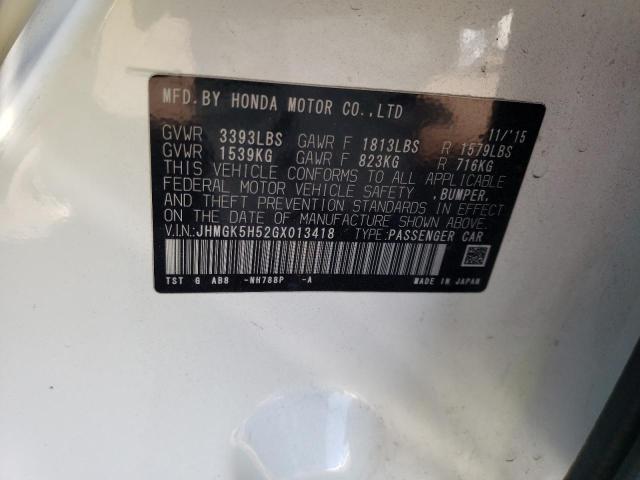 MFD.BY HONDA MOTOR CO.,LTD
11/'15
GVWR 3393LBS GAWR F 1813LBS R 1579LBS
GVWR 1539KG GAWR F 823KG R 716KG
THIS VEHICLE CONFORMS TO ALL APPLICABLE
FEDERAL MOTOR VEHICLE SAFETY ,BUMPER,
AND THEFT PREVENTION STANDARDS IN EFFECT ON
THE DATE OF MANUFACTURE SHOWN ABOVE.
V.IN: JHMGK5H52GX013418 TYPE:PASSENGER CAR
TST G AB8 -NH788P -A MADE IN JAPAN